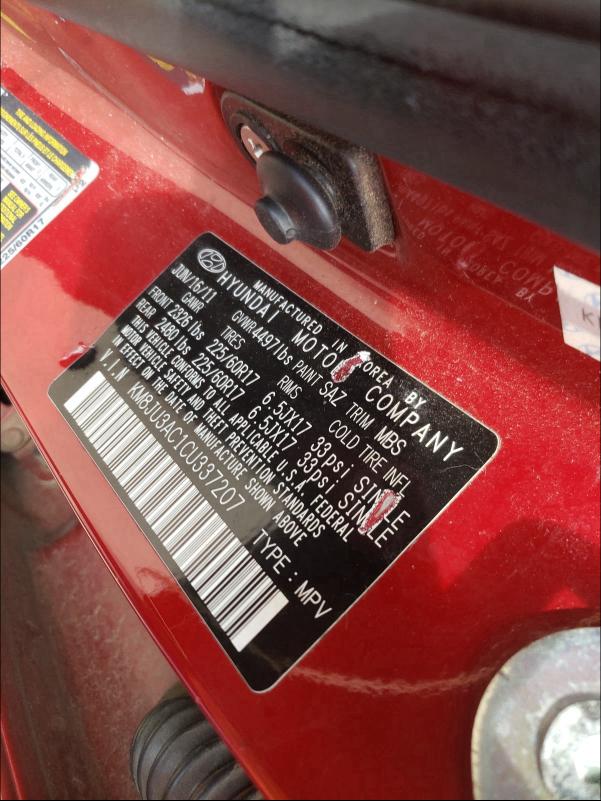 MANUFACTURED IN KOREA BY
HYUNDAI MOTOR COMPANY
JUN/16/11 GVWR4497lbs PAINT SAZ TRIM MBS
GAWR TIRES RIMS COLD TIRE INFL
FRONT 2326 lbs 225/60R17 6.5JX17 33psi SINGLE
REAR 2480 lbs 225/60R17 6.5JX17 33psi SINGLE
THIS VEHICLE CONFORMS TO ALL APPLICABLE U.S.A. FEDERAL
MOTOR VEHICLE SAFETY AND THEFT PREVENTION STANDARDS
IN EFFECT ON THE DATE OF MANUFACTURE SHOWN ABOVE
V.I.N KM8JU3AC1CU337207 TYPE : MPV
225/60R17